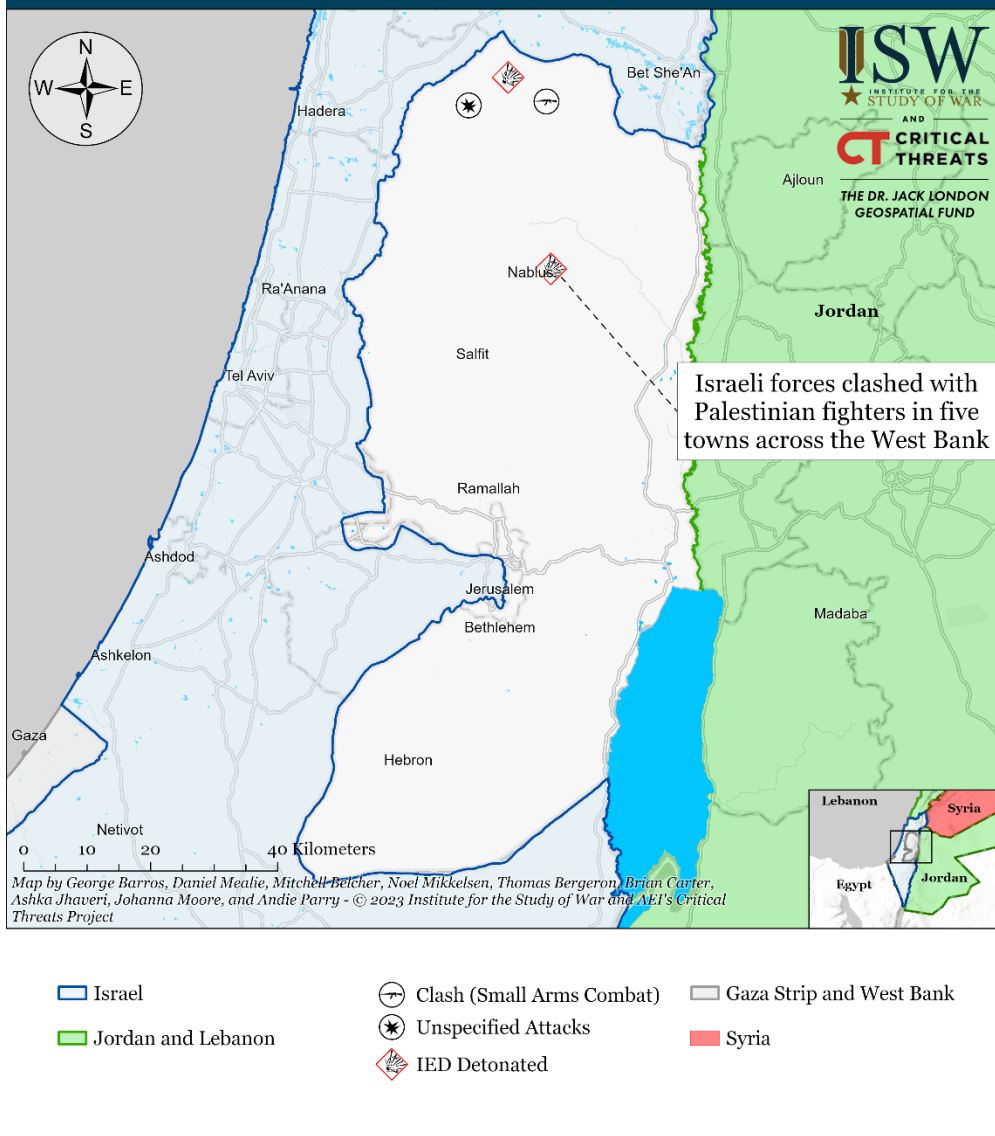 N
W
E
S
ISW
INSTITUTE FOR THE
STUDY OF WAR
AND
CT CRITICAL
THREATS
THE DR. JACK LONDON
GEOSPATIAL FUND
Bet She'An
Hadera
Ajloun
Nablus
Ra'Anana
Jordan
Salfit
Tel Aviv
Israeli forces clashed with
Palestinian fighters in five
towns across the West Bank
Ramallah
Ashdod
Jerusalem
Madaba
Bethlehem
Ashkelon
Gaza
Hebron
Netivot
0 10 20 40 Kilometers
Lebanon
Syria
Egypt
Jordan
Map by George Barros, Daniel Mealie, Mitchell Belcher, Noel Mikkelsen, Thomas Bergeron, Brian Carter,
Ashka Jhaveri, Johanna Moore, and Andie Parry - © 2023 Institute for the Study of War and AEI's Critical
Threats Project
Israel
Clash (Small Arms Combat)
Gaza Strip and West Bank
Jordan and Lebanon
Unspecified Attacks
Syria
IED Detonated